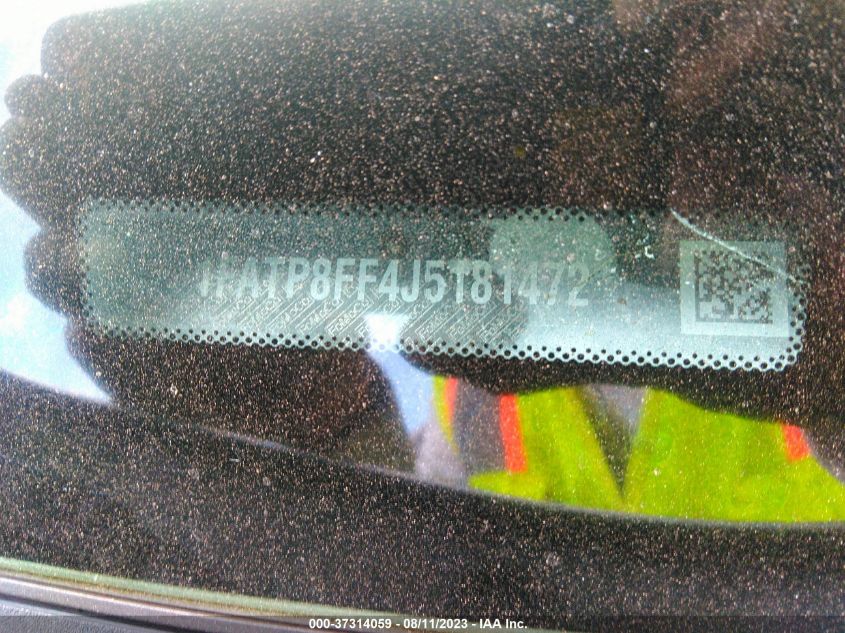 1FATP8FF4J5181472
000-37314059 - 08/11/2023 - IAA Inc.